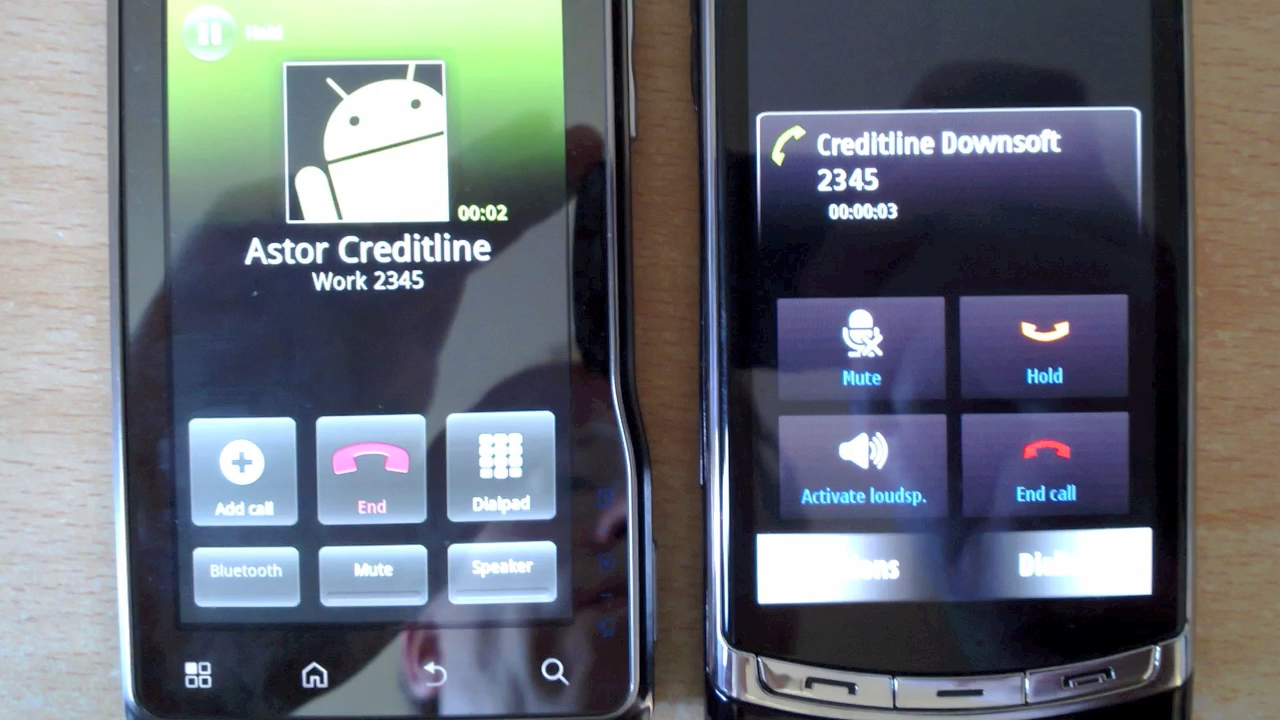 Hold
00:02
Astor Creditline
Work 2345
Add call
End
Dialpad
Bluetooth
Mute
Speaker
Creditline Downsoft
2345
00:00:03
Mute
Hold
Activate loudsp.
End call